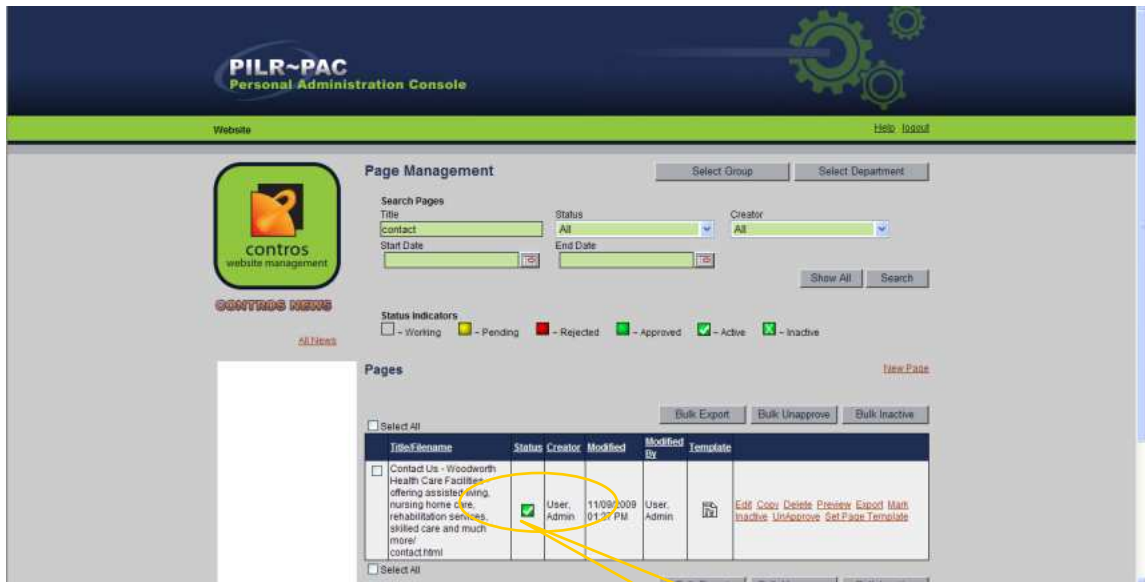 PILR~PAC
Personal Administration Console
Website
Help logout
contros
website management
CONTROS NEWS
All News
Page Management
Select Group Select Department
Search Pages
Title Status Creator
contact All All
Start Date End Date
Show All Search
Status Indicators
- Working - Pending - Rejected - Approved - Active - Inactive
Pages
New Page
Bulk Export Bulk Unapprove Bulk Inactive
Select All
Title/Filename Status Creator Modified Modified By Template
Contact Us - Woodworth
Health Care Facilities -
offering assisted living,
nursing home care,
rehabilitation services,
skilled care and much
more/
contact.html
User,
Admin
11/09/2009
01:27 PM
User,
Admin
Edit Copy Delete Preview Export Mark
Inactive UnApprove Set Page Template
Select All